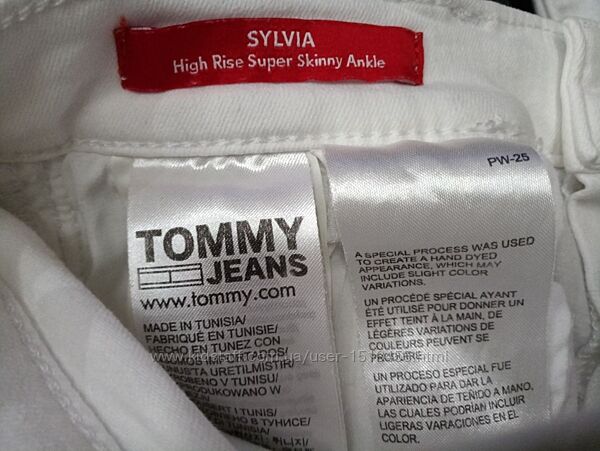 SYLVIA
High Rise Super Skinny Ankle
TOMMY
JEANS
www.tommy.com
MADE IN TUNISIA/
FABRIQUÉ EN TUNISIE/
HECHO EN TUNEZ CON
IMPORTADOS/
TUNUSTA URETILMISTIR/
PW-25
A SPECIAL PROCESS WAS USED
TO CREATE A HAND DYED
APPEARANCE, WHICH MAY
INCLUDE SLIGHT COLOR
VARIATIONS.
UN PROCÉDÉ SPÉCIAL AYANT
ÉTÉ UTILISÉ POUR DONNER UN
EFFET TEINT À LA MAIN, DE
LÉGÈRES VARIATIONS DE
COULEURS PEUVENT SE
PRODUIRE
UN PROCESO ESPECIAL FUE
UTILIZADO PARA DAR LA
APARIENCIA DE TEÑIDO A MANO,
LAS CUALES PODRÍAN INCLUIR
LIGERAS VARIACIONES EN EL
COLOR.